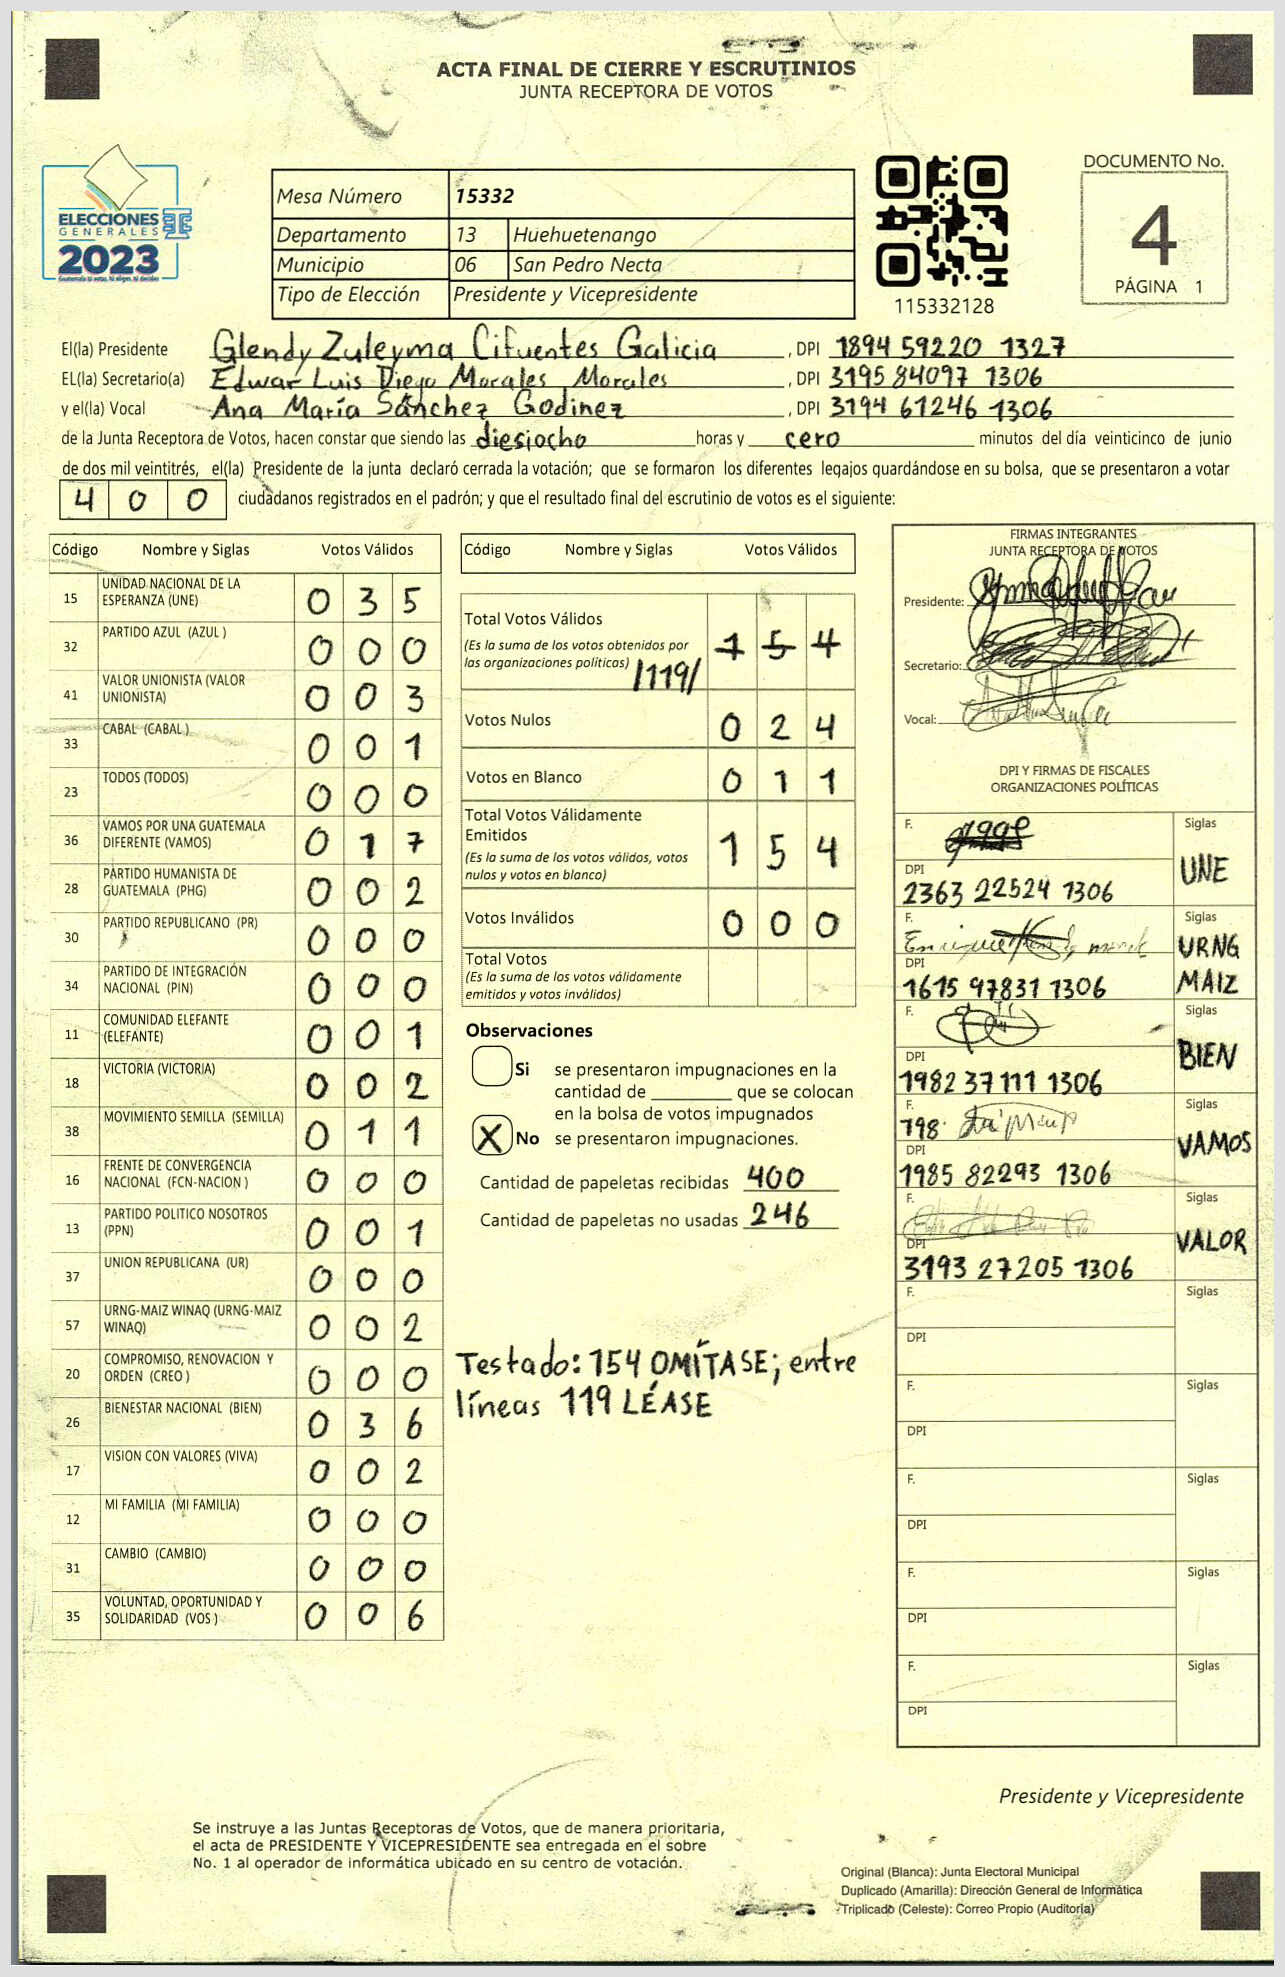 ACTA FINAL DE CIERRE Y ESCRUTINIOS
JUNTA RECEPTORA DE VOTOS
ELECCIONES
GENERALES
2023
Mesa Número 15332
Departamento 13 Huehuetenango
Municipio 06 San Pedro Necta
Tipo de Elección Presidente y Vicepresidente
115332128
DOCUMENTO No.
4
PÁGINA 1
El(la) Presidente Glendy Zuleyma Cifuentes Galicia, DPI 1894 59220 1327
EL(la) Secretario(a) Edwar Luis Diego Morales Morales, DPI 3195 84097 1306
y el(la) Vocal Ana María Sánchez Godinez, DPI 3194 61246 1306
de la Junta Receptora de Votos, hacen constar que siendo las diesiocho horas y cero minutos del día veinticinco de junio
de dos mil veintitrés, el(la) Presidente de la junta declaró cerrada la votación; que se formaron los diferentes legajos guardándose en su bolsa, que se presentaron a votar
4 0 0 ciudadanos registrados en el padrón; y que el resultado final del escrutinio de votos es el siguiente:
Código Nombre y Siglas Votos Válidos
15 UNIDAD NACIONAL DE LA ESPERANZA (UNE) 0 3 5
32 PARTIDO AZUL (AZUL ) 0 0 0
41 VALOR UNIONISTA (VALOR UNIONISTA) 0 0 3
33 CABAL (CABAL ) 0 0 1
23 TODOS (TODOS) 0 0 0
36 VAMOS POR UNA GUATEMALA DIFERENTE (VAMOS) 0 1 7
28 PARTIDO HUMANISTA DE GUATEMALA (PHG) 0 0 2
30 PARTIDO REPUBLICANO (PR) 0 0 0
34 PARTIDO DE INTEGRACIÓN NACIONAL (PIN) 0 0 0
11 COMUNIDAD ELEFANTE (ELEFANTE) 0 0 1
18 VICTORIA (VICTORIA) 0 0 2
38 MOVIMIENTO SEMILLA (SEMILLA) 0 1 1
16 FRENTE DE CONVERGENCIA NACIONAL (FCN-NACION ) 0 0 0
13 PARTIDO POLITICO NOSOTROS (PPN) 0 0 1
37 UNION REPUBLICANA (UR) 0 0 0
57 URNG-MAIZ WINAQ (URNG-MAIZ WINAQ) 0 0 2
20 COMPROMISO, RENOVACION Y ORDEN (CREO ) 0 0 0
26 BIENESTAR NACIONAL (BIEN) 0 3 6
17 VISION CON VALORES (VIVA) 0 0 2
12 MI FAMILIA (MI FAMILIA) 0 0 0
31 CAMBIO (CAMBIO) 0 0 0
35 VOLUNTAD, OPORTUNIDAD Y SOLIDARIDAD (VOS ) 0 0 6
Código Nombre y Siglas Votos Válidos
Total Votos Válidos 1 5 4
(Es la suma de los votos obtenidos por
las organizaciones politicas) /119/
Votos Nulos 0 2 4
Votos en Blanco 0 1 1
Total Votos Válidamente
Emitidos 1 5 4
(Es la suma de los votos válidos, votos
nulos y votos en blanco)
Votos Inválidos 0 0 0
Total Votos
(Es la suma de los votos válidamente
emitidos y votos inválidos)
Observaciones
Si se presentaron impugnaciones en la
cantidad de ________ que se colocan
en la bolsa de votos impugnados
X No se presentaron impugnaciones.
Cantidad de papeletas recibidas 400
Cantidad de papeletas no usadas 246
Testado: 154 OMÍTASE; entre
líneas 119 LÉASE
FIRMAS INTEGRANTES
JUNTA RECEPTORA DE VOTOS
Presidente:
Secretario:
Vocal:
DPI Y FIRMAS DE FISCALES
ORGANIZACIONES POLÍTICAS
F. Siglas
UNE
DPI
2363 22524 1306
F. Enrique Siglas
URNG
MAIZ
DPI
1615 97831 1306
F. Siglas
BIEN
DPI
1982 37111 1306
F. 798 Siglas
VAMOS
DPI
1985 82293 1306
F. Siglas
VALOR
DPI
3193 27205 1306
F. Siglas
DPI
F. Siglas
DPI
F. Siglas
DPI
F. Siglas
DPI
F. Siglas
DPI
Presidente y Vicepresidente
Se instruye a las Juntas Receptoras de Votos, que de manera prioritaria,
el acta de PRESIDENTE Y VICEPRESIDENTE sea entregada en el sobre
No. 1 al operador de informática ubicado en su centro de votación.
Original (Blanca): Junta Electoral Municipal
Duplicado (Amarilla): Dirección General de Informática
Triplicado (Celeste): Correo Propio (Auditoría)